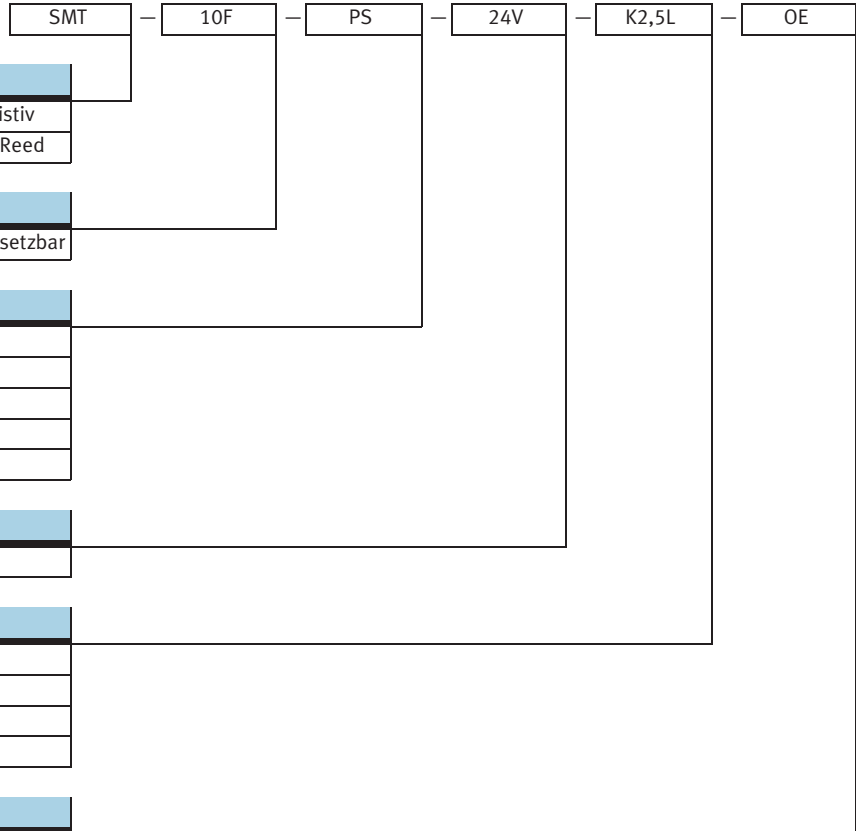 SMT – 10F – PS – 24V – K2,5L – OE
istiv
Reed
setzbar